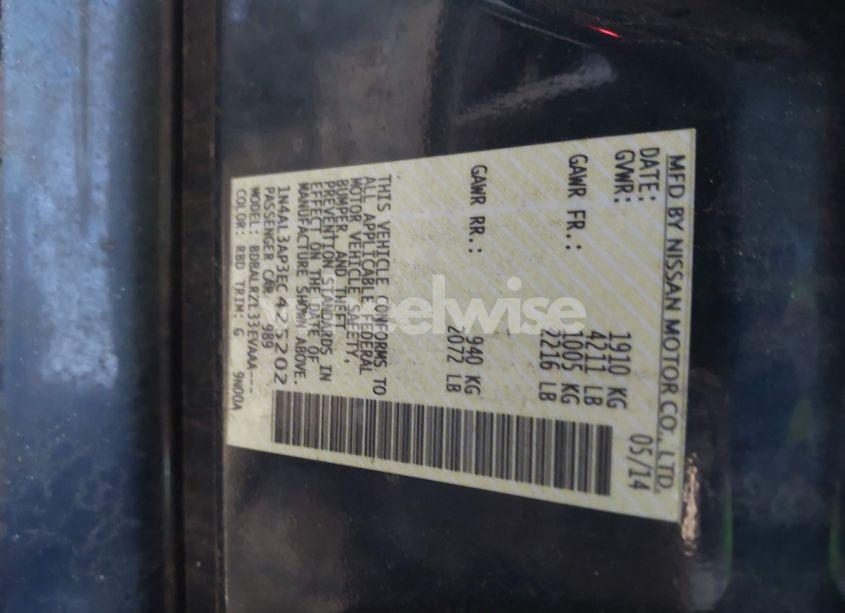 MFD BY NISSAN MOTOR CO., LTD.
DATE: 05/14
GVWR: 1910 KG
4211 LB
GAWR FR.: 1005 KG
2216 LB
GAWR RR.: 940 KG
2072 LB
THIS VEHICLE CONFORMS TO
ALL APPLICABLE FEDERAL
MOTOR VEHICLE SAFETY,
BUMPER, AND THEFT
PREVENTION STANDARDS IN
EFFECT ON THE DATE OF
MANUFACTURE SHOWN ABOVE.
1N4AL3AP3EC425202
PASSENGER CAR 989
COLOR: RBD TRIM: G